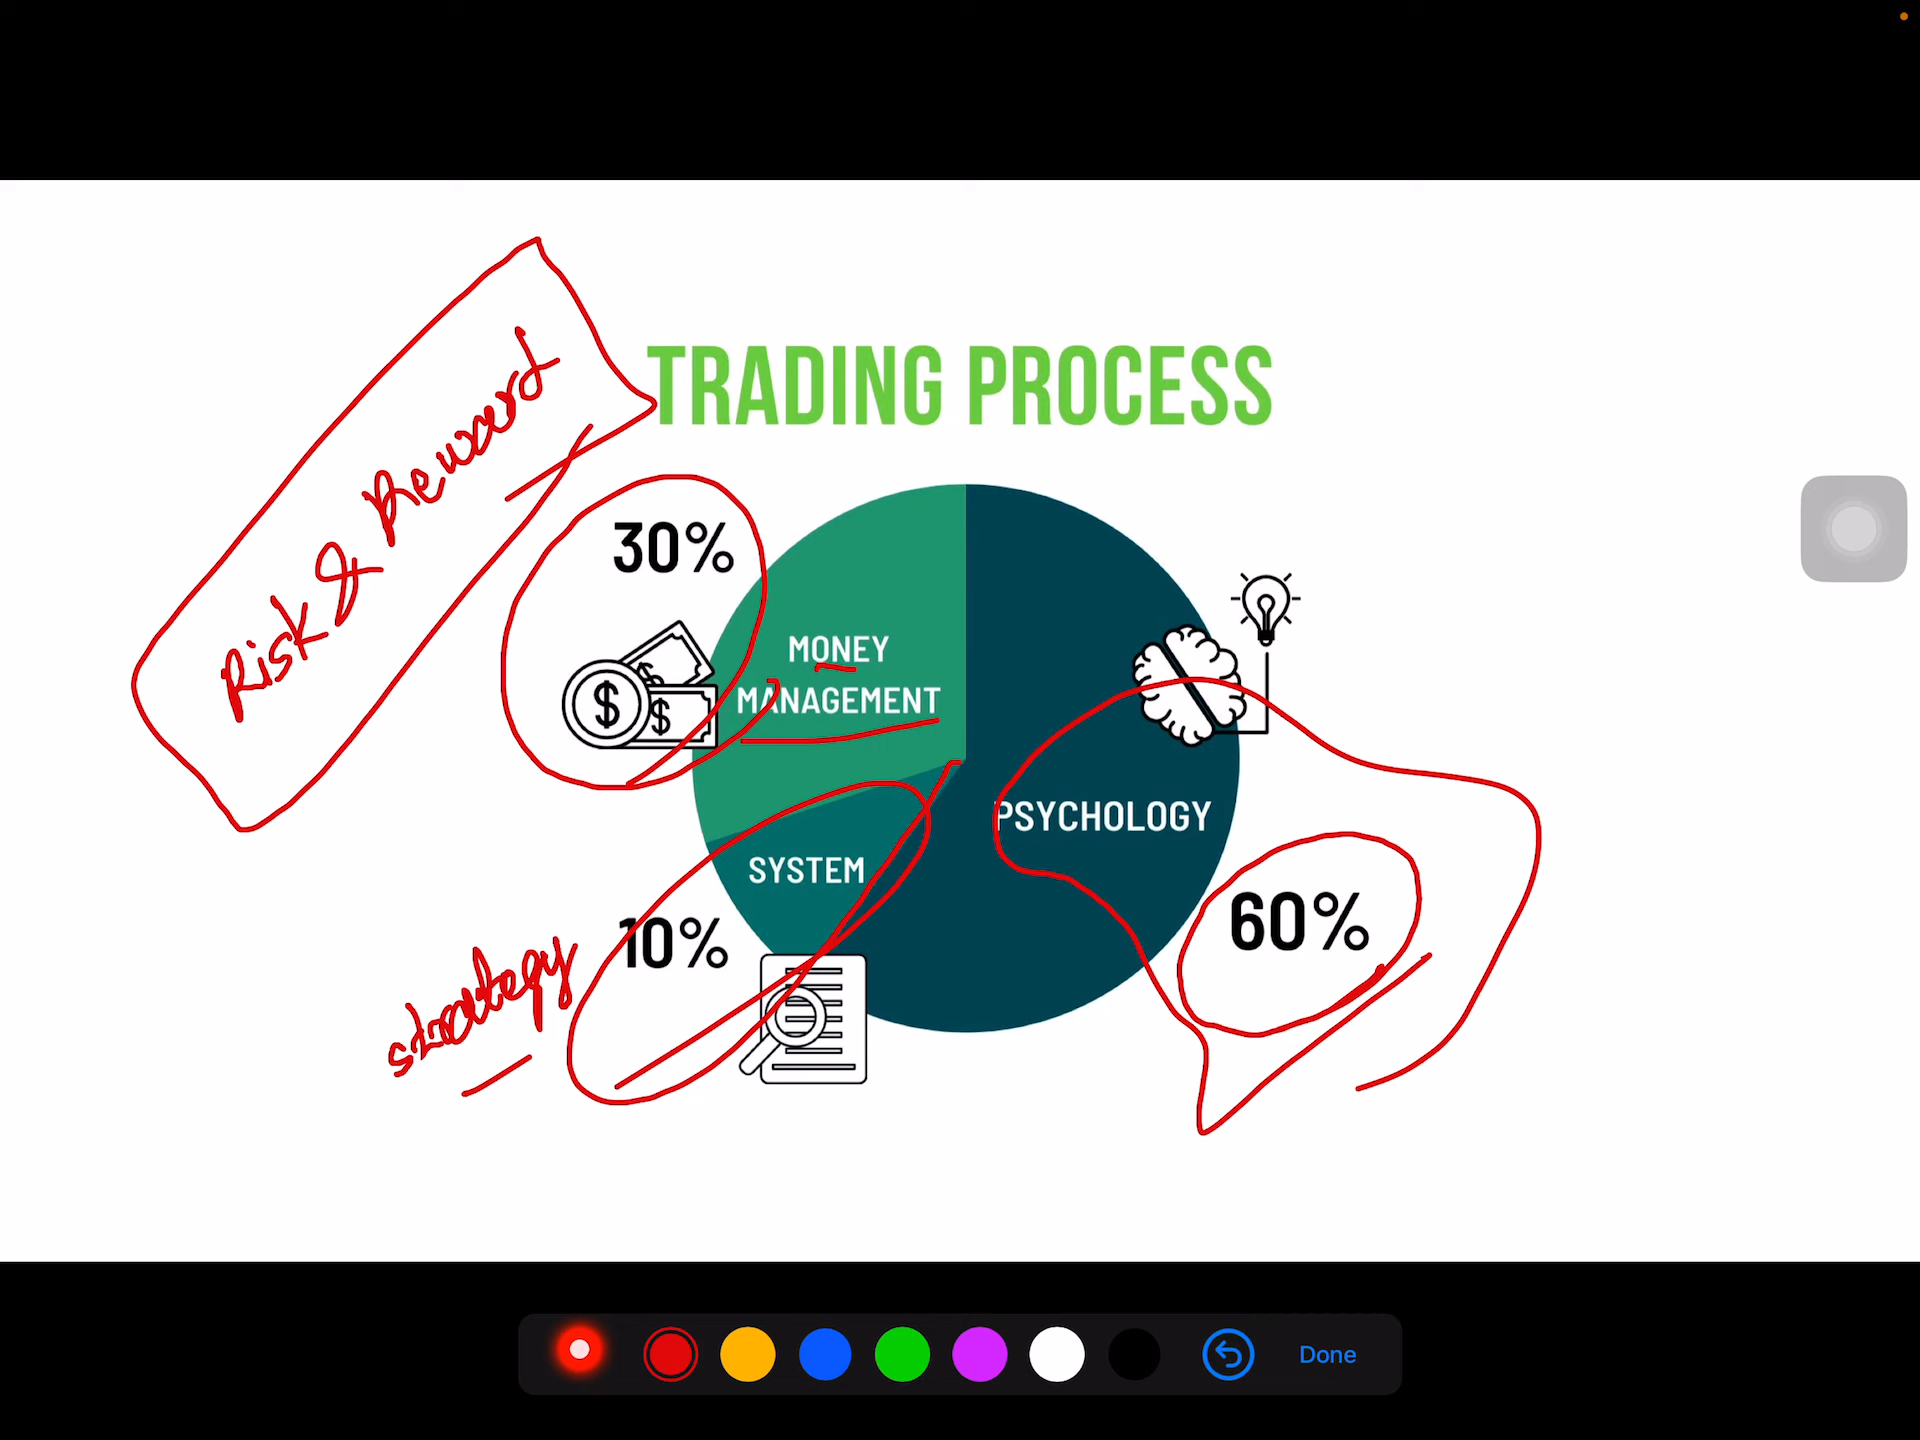 TRADING PROCESS
Risk & Reward
30%
MONEY
MANAGEMENT
PSYCHOLOGY
SYSTEM
60%
10%
strategy
Done